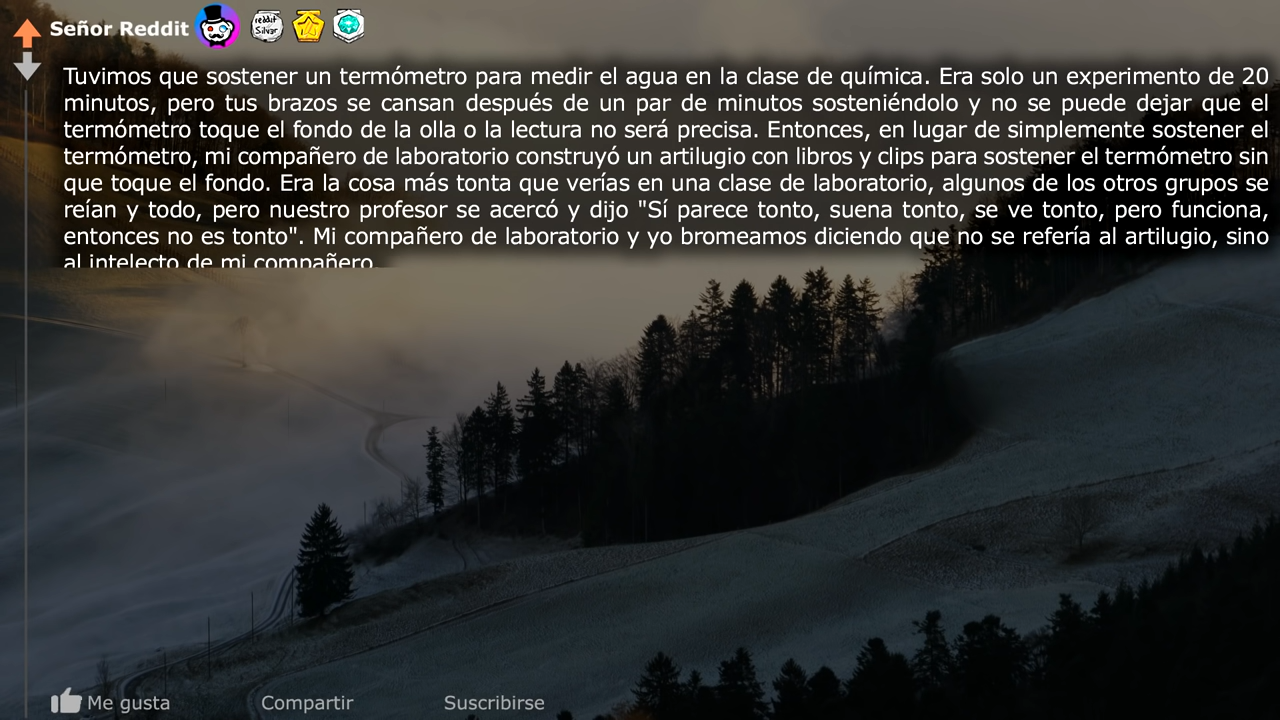 Señor Reddit
reddit
Silvar
Tuvimos que sostener un termómetro para medir el agua en la clase de química. Era solo un experimento de 20
minutos, pero tus brazos se cansan después de un par de minutos sosteniéndolo y no se puede dejar que el
termómetro toque el fondo de la olla o la lectura no será precisa. Entonces, en lugar de simplemente sostener el
termómetro, mi compañero de laboratorio construyó un artilugio con libros y clips para sostener el termómetro sin
que toque el fondo. Era la cosa más tonta que verías en una clase de laboratorio, algunos de los otros grupos se
reían y todo, pero nuestro profesor se acercó y dijo "Sí parece tonto, suena tonto, se ve tonto, pero funciona,
entonces no es tonto". Mi compañero de laboratorio y yo bromeamos diciendo que no se refería al artilugio, sino
al intelecto de mi compañero.
Me gusta Compartir Suscribirse